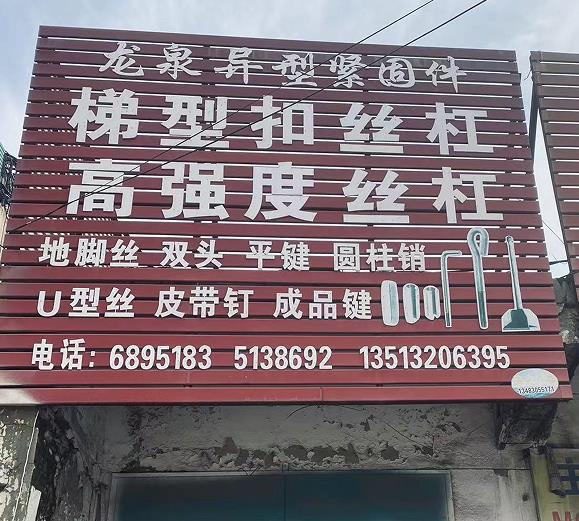 龙泉异型紧固件
梯型扣丝杠
高强度丝杠
地脚丝 双头 平键 圆柱销
U型丝 皮带钉 成品键
电话: 6895183 5138692 13513206395
13483055171